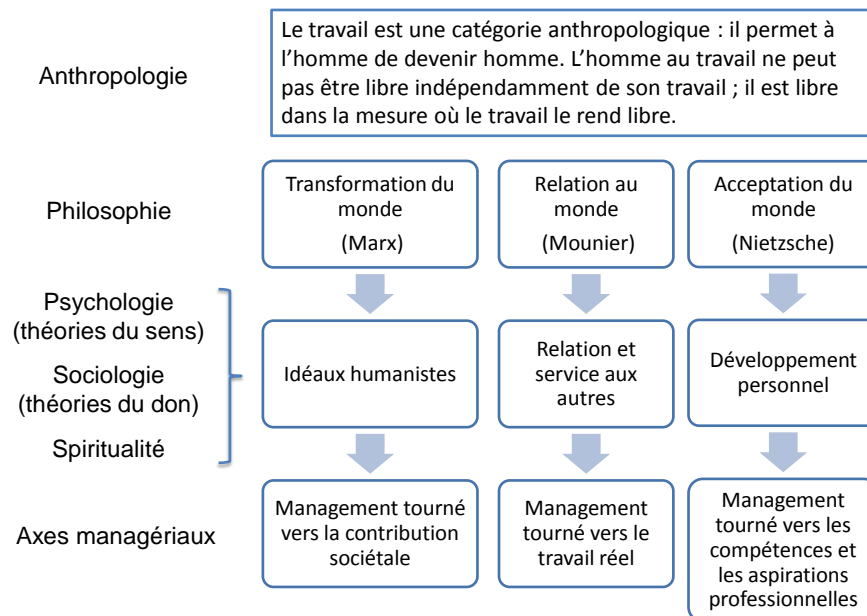 Anthropologie
Le travail est une catégorie anthropologique : il permet à
l’homme de devenir homme. L’homme au travail ne peut
pas être libre indépendamment de son travail ; il est libre
dans la mesure où le travail le rend libre.
Philosophie
Transformation du
monde
(Marx)
Relation au
monde
(Mounier)
Acceptation du
monde
(Nietzsche)
Psychologie
(théories du sens)
Sociologie
(théories du don)
Spiritualité
Idéaux humanistes
Relation et
service aux
autres
Développement
personnel
Axes managériaux
Management tourné
vers la contribution
sociétale
Management
tourné vers le
travail réel
Management
tourné vers les
compétences et
les aspirations
professionnelles